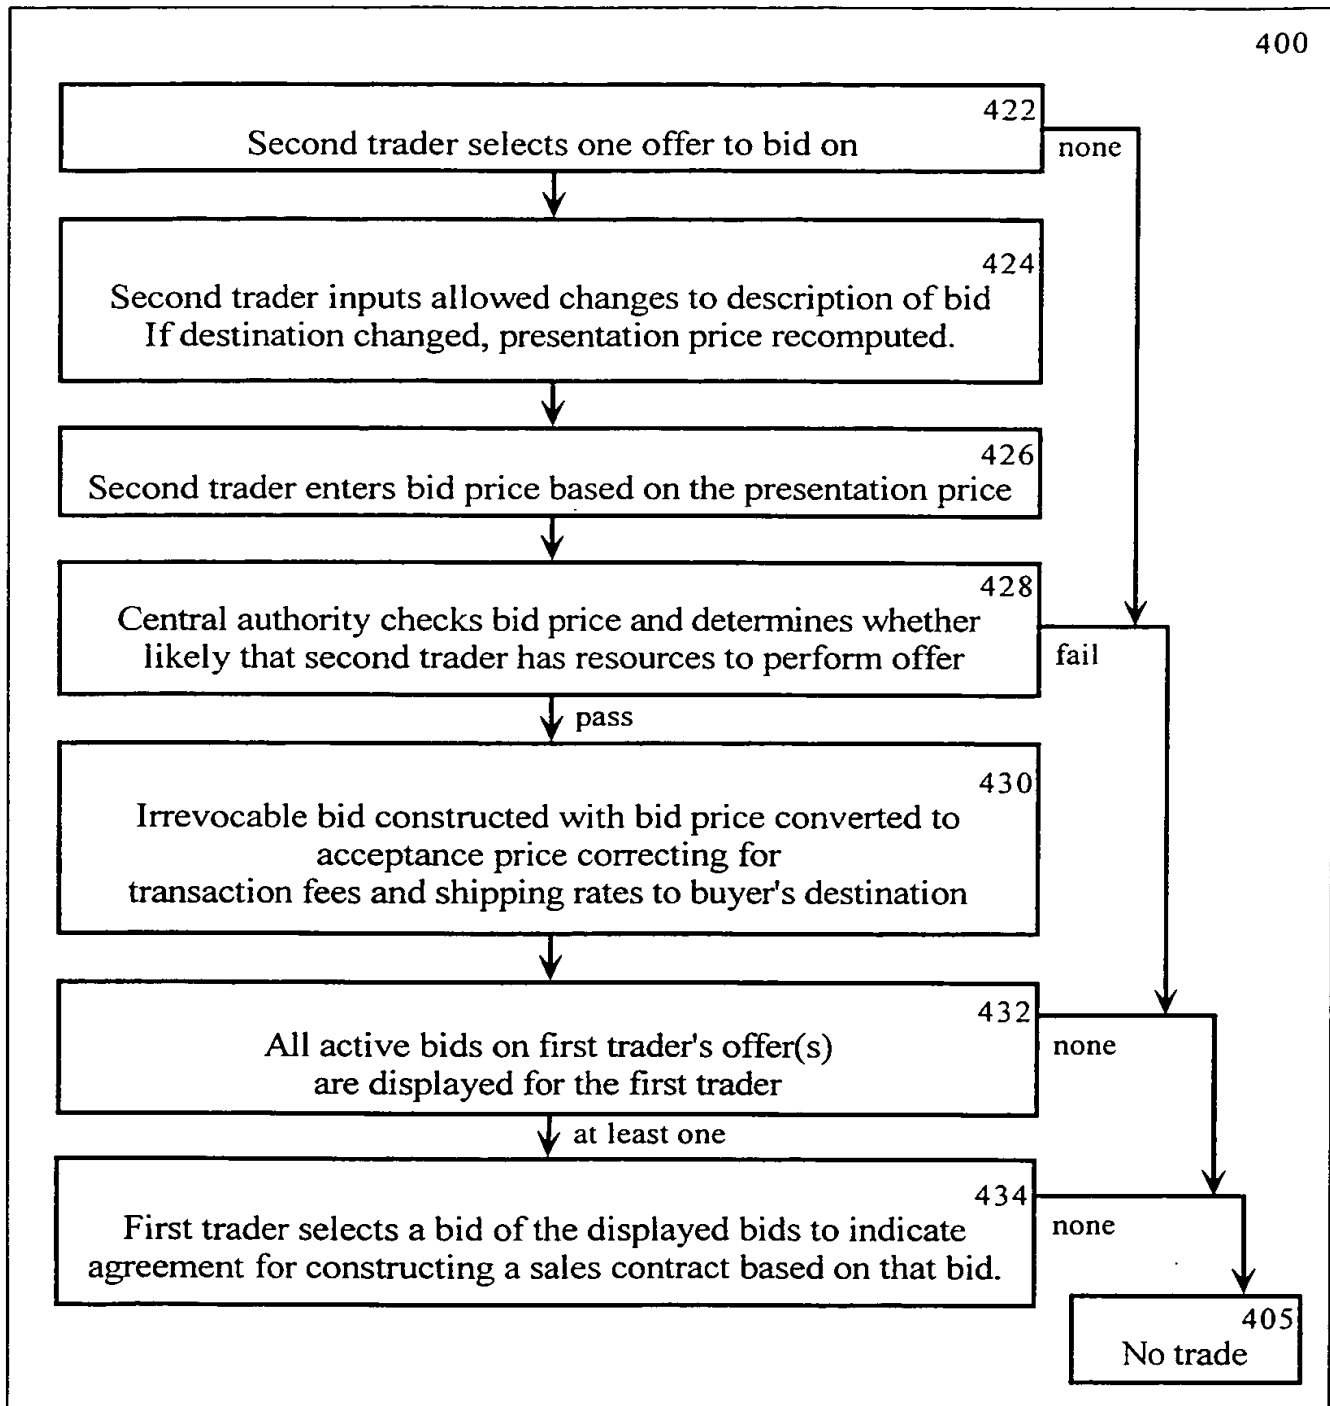 400
422
Second trader selects one offer to bid on
none
424
Second trader inputs allowed changes to description of bid
If destination changed, presentation price recomputed.
426
Second trader enters bid price based on the presentation price
428
Central authority checks bid price and determines whether
likely that second trader has resources to perform offer
fail
pass
430
Irrevocable bid constructed with bid price converted to
acceptance price correcting for
transaction fees and shipping rates to buyer's destination
432
All active bids on first trader's offer(s)
are displayed for the first trader
none
at least one
434
First trader selects a bid of the displayed bids to indicate
agreement for constructing a sales contract based on that bid.
none
405
No trade